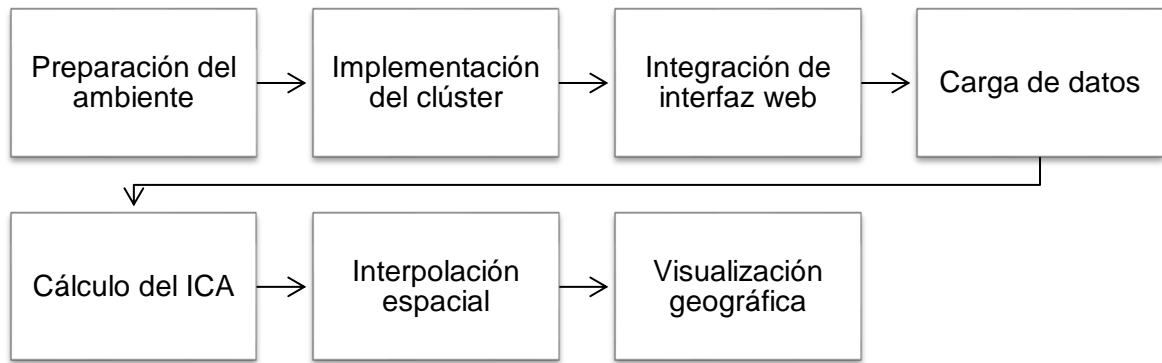 Preparación del
ambiente
Implementación
del clúster
Integración de
interfaz web
Carga de datos
Cálculo del ICA
Interpolación
espacial
Visualización
geográfica